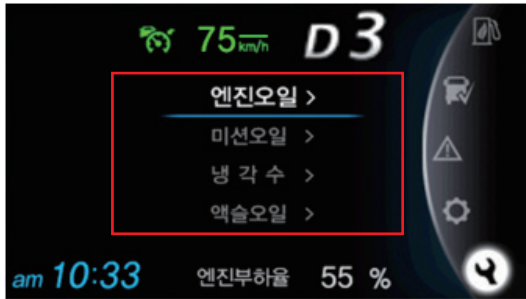 75 km/h D 3
엔진오일 >
미션오일 >
냉 각 수 >
액슬오일 >
am 10:33 엔진부하율 55 %